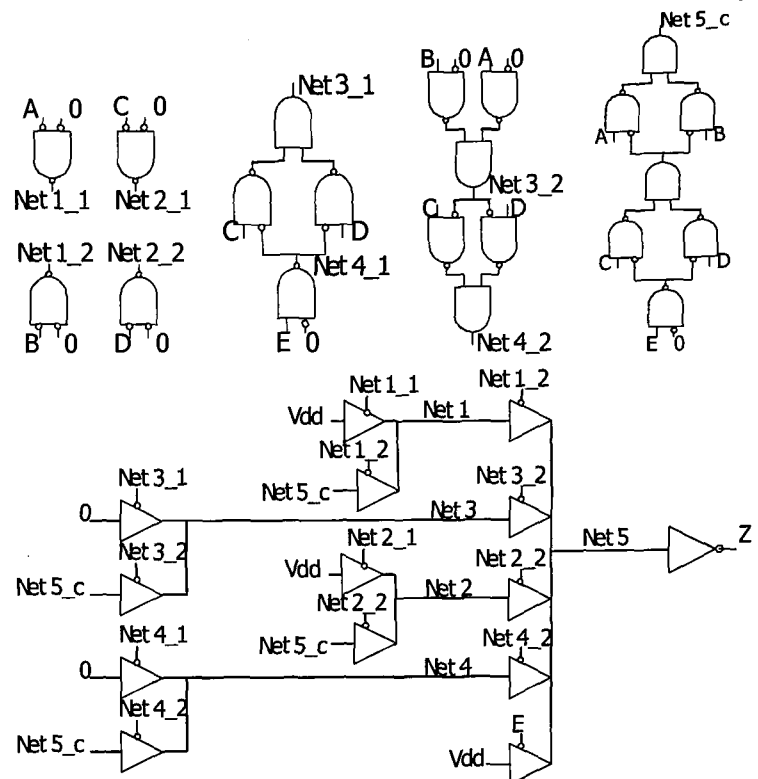 Net5_c
B 0 A 0
Net3_1
A 0 C 0
A B
Net1_1 Net2_1
Net3_2
C D
C D
Net1_2 Net2_2
Net4_1
C D
B 0 D 0
E 0
Net4_2
E 0
Net1_1
Net1_2
Vdd
Net1
Net1_2
Net5_c
Net3_1
Net3_2
0
Net3
Net2_1
Net3_2
Net5
Z
Vdd
Net2_2
Net5_c
Net2
Net2_2
Net4_1
Net5_c
Net4_2
0
Net4
Net4_2
E
Net5_c
Vdd